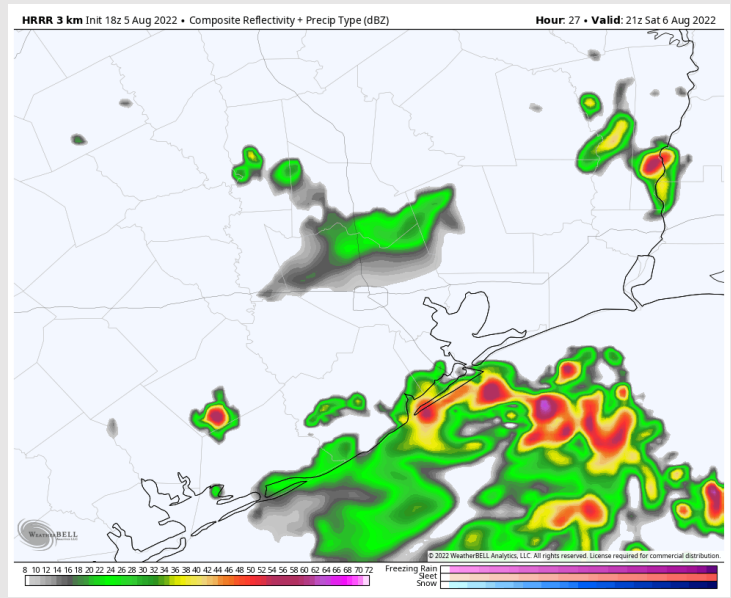 HRRR 3 km Init 18z 5 Aug 2022 • Composite Reflectivity + Precip Type (dBZ)
Hour: 27 • Valid: 21z Sat 6 Aug 2022
WEATHERBELL
© 2022 WeatherBELL Analytics, LLC. All rights reserved. License required for commercial distribution.
8 10 12 14 16 18 20 22 24 26 28 30 32 34 36 38 40 42 44 46 48 50 52 54 56 58 60 62 64 66 68 70 72
Freezing Rain
Sleet
Snow